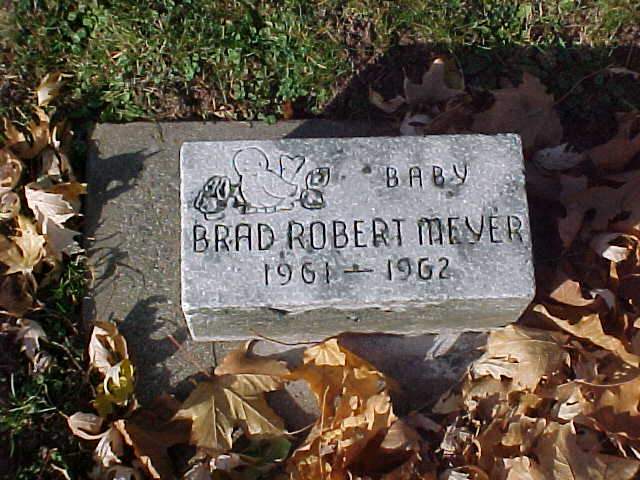 BABY
BRAD ROBERT MEYER
1961 - 1962